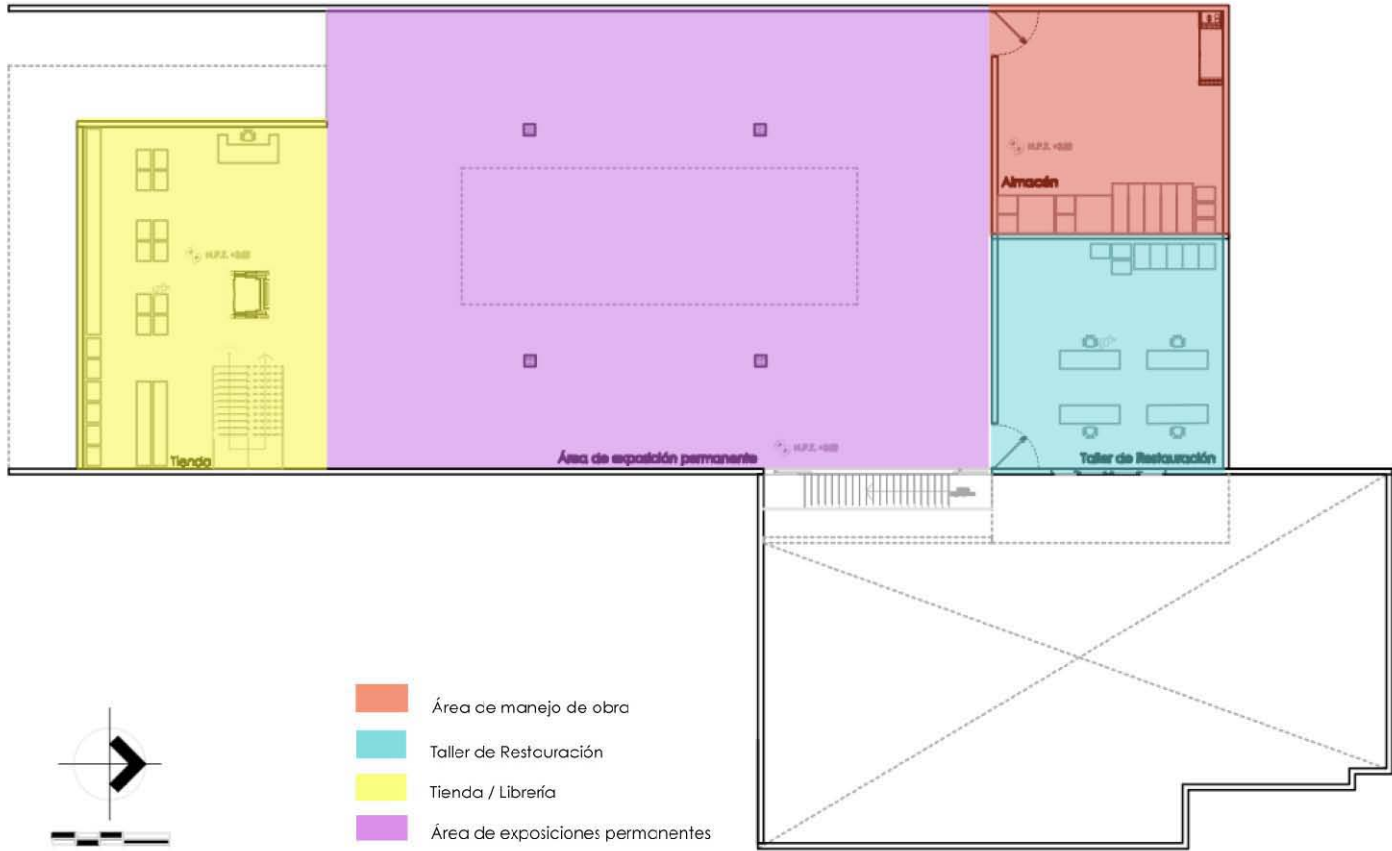 Almacén
Tienda
Área de exposición permanente
Taller de Restauración
Área de manejo de obra
Taller de Restauración
Tienda / Librería
Área de exposiciones permanentes